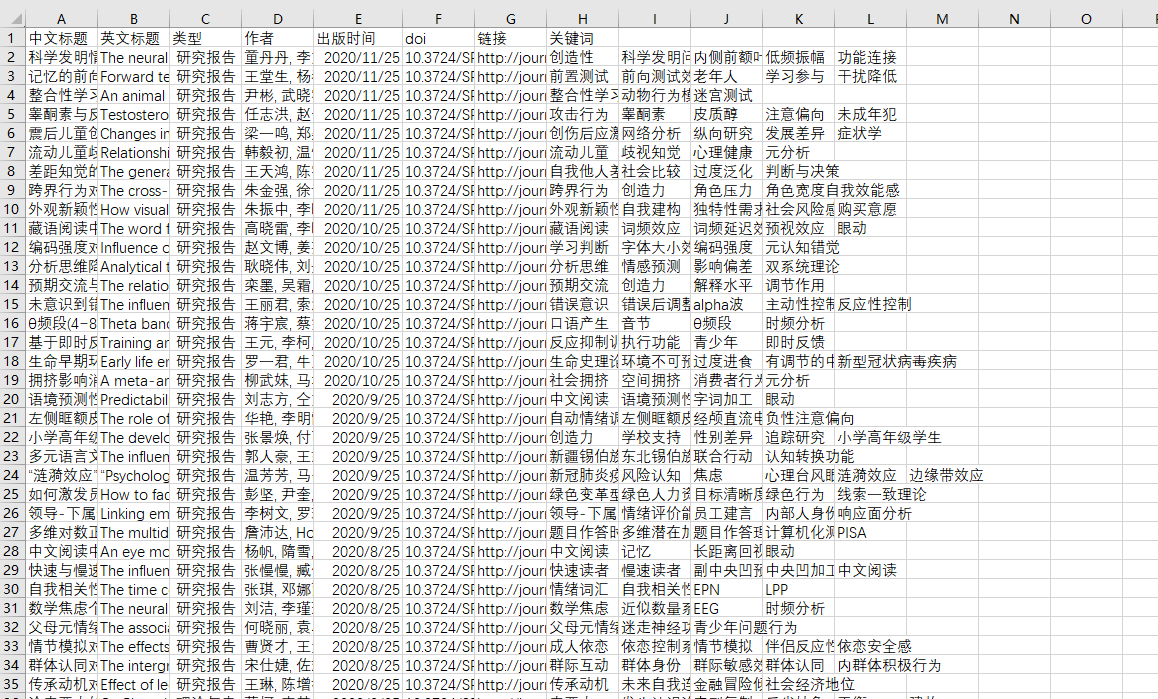 A B C D E F G H I J K L M N O
1 中文标题 英文标题 类型 作者 出版时间 doi 链接 关键词
2 科学发明情 The neural 研究报告 董丹丹, 李 2020/11/25 10.3724/SP http://jour 创造性 科学发明问 内侧前额叶 低频振幅 功能连接
3 记忆的前向 Forward te 研究报告 王堂生, 杨 2020/11/25 10.3724/SP http://jour 前置测试 前向测试效 老年人 学习参与 干扰降低
4 整合性学习 An animal 研究报告 尹彬, 武晓 2020/11/25 10.3724/SP http://jour 整合性学习 动物行为模 迷宫测试
5 睾酮素与反 Testostero 研究报告 任志洪, 赵 2020/11/25 10.3724/SP http://jour 攻击行为 睾酮素 皮质醇 注意偏向 未成年犯
6 震后儿童创 Changes in 研究报告 梁一鸣, 郑 2020/11/25 10.3724/SP http://jour 创伤后应激 网络分析 纵向研究 发展差异 症状学
7 流动儿童歧 Relationshi 研究报告 韩毅初, 温 2020/11/25 10.3724/SP http://jour 流动儿童 歧视知觉 心理健康 元分析
8 差距知觉的 The genera 研究报告 王天鸿, 陈 2020/11/25 10.3724/SP http://jour 自我他人差 社会比较 过度泛化 判断与决策
9 跨界行为对 The cross- 研究报告 朱金强, 徐 2020/11/25 10.3724/SP http://jour 跨界行为 创造力 角色压力 角色宽度自我效能感
10 外观新颖性 How visual 研究报告 朱振中, 李 2020/11/25 10.3724/SP http://jour 外观新颖性 自我建构 独特性需求 社会风险感 购买意愿
11 藏语阅读中 The word f 研究报告 高晓雷, 李 2020/10/25 10.3724/SP http://jour 藏语阅读 词频效应 词频延迟效 预视效应 眼动
12 编码强度对 Influence o 研究报告 赵文博, 姜 2020/10/25 10.3724/SP http://jour 学习判断 字体大小效 编码强度 元认知错觉
13 分析思维降 Analytical t 研究报告 耿晓伟, 刘 2020/10/25 10.3724/SP http://jour 分析思维 情感预测 影响偏差 双系统理论
14 预期交流与 The relatio 研究报告 栾墨, 吴霜, 2020/10/25 10.3724/SP http://jour 预期交流 创造力 解释水平 调节作用
15 未意识到错 The influen 研究报告 王丽君, 索 2020/10/25 10.3724/SP http://jour 错误意识 错误后调整 alpha波 主动性控制 反应性控制
16 θ频段(4−8 Theta band 研究报告 蒋宇宸, 蔡 2020/10/25 10.3724/SP http://jour 口语产生 音节 θ频段 时频分析
17 基于即时反 Training an 研究报告 王元, 李柯, 2020/10/25 10.3724/SP http://jour 反应抑制训 执行功能 青少年 即时反馈
18 生命早期环 Early life en 研究报告 罗一君, 牛 2020/10/25 10.3724/SP http://jour 生命史理论 环境不可预 过度进食 有调节的中 新型冠状病毒疾病
19 拥挤影响消 A meta-an 研究报告 柳武妹, 马 2020/10/25 10.3724/SP http://jour 社会拥挤 空间拥挤 消费者行为 元分析
20 语境预测性 Predictabil 研究报告 刘志方, 仝 2020/9/25 10.3724/SP http://jour 中文阅读 语境预测性 字词加工 眼动
21 左侧眶额皮 The role of 研究报告 华艳, 李明 2020/9/25 10.3724/SP http://jour 自动情绪调 左侧眶额皮 经颅直流电 负性注意偏向
22 小学高年级 The develo 研究报告 张景焕, 付 2020/9/25 10.3724/SP http://jour 创造力 学校支持 性别差异 追踪研究 小学高年级学生
23 多元语言文 The influen 研究报告 郭人豪, 王 2020/9/25 10.3724/SP http://jour 新疆锡伯族 东北锡伯族 联合行动 认知转换功能
24 “涟漪效应” “Psycholog 研究报告 温芳芳, 马 2020/9/25 10.3724/SP http://jour 新冠肺炎疫 风险认知 焦虑 心理台风眼 涟漪效应 边缘带效应
25 如何激发员 How to fac 研究报告 彭坚, 尹奎, 2020/9/25 10.3724/SP http://jour 绿色变革型 绿色人力资 目标清晰度 绿色行为 线索一致理论
26 领导-下属 Linking em 研究报告 李树文, 罗 2020/9/25 10.3724/SP http://jour 领导-下属 情绪评价能 员工建言 内部人身份 响应面分析
27 多维对数正 The multid 研究报告 詹沛达, Ho 2020/9/25 10.3724/SP http://jour 题目作答时 多维潜在加 题目作答理 计算机化测 PISA
28 中文阅读中 An eye mo 研究报告 杨帆, 隋雪, 2020/8/25 10.3724/SP http://jour 中文阅读 记忆 长距离回视 眼动
29 快速与慢速 The influen 研究报告 张慢慢, 臧 2020/8/25 10.3724/SP http://jour 快速读者 慢速读者 副中央凹预 中央凹加工 中文阅读
30 自我相关性 The time c 研究报告 张琪, 邓娜 2020/8/25 10.3724/SP http://jour 情绪词汇 自我相关性 EPN LPP
31 数学焦虑个 The neural 研究报告 刘洁, 李瑾 2020/8/25 10.3724/SP http://jour 数学焦虑 近似数量系 EEG 时频分析
32 父母元情绪 The associa 研究报告 何晓丽, 袁 2020/8/25 10.3724/SP http://jour 父母元情绪 迷走神经功 青少年问题行为
33 情节模拟对 The effects 研究报告 曹贤才, 王 2020/8/25 10.3724/SP http://jour 成人依恋 依恋控制系 情节模拟 伴侣反应性 依恋安全感
34 群体认同对 The intergr 研究报告 宋仕婕, 佐 2020/8/25 10.3724/SP http://jour 群际互动 群体身份 群际敏感效 群体认同 内群体积极行为
35 传承动机对 Effect of le 研究报告 王琳, 陈增 2020/8/25 10.3724/SP http://jour 传承动机 未来自我连 金融冒险倾 社会经济地位